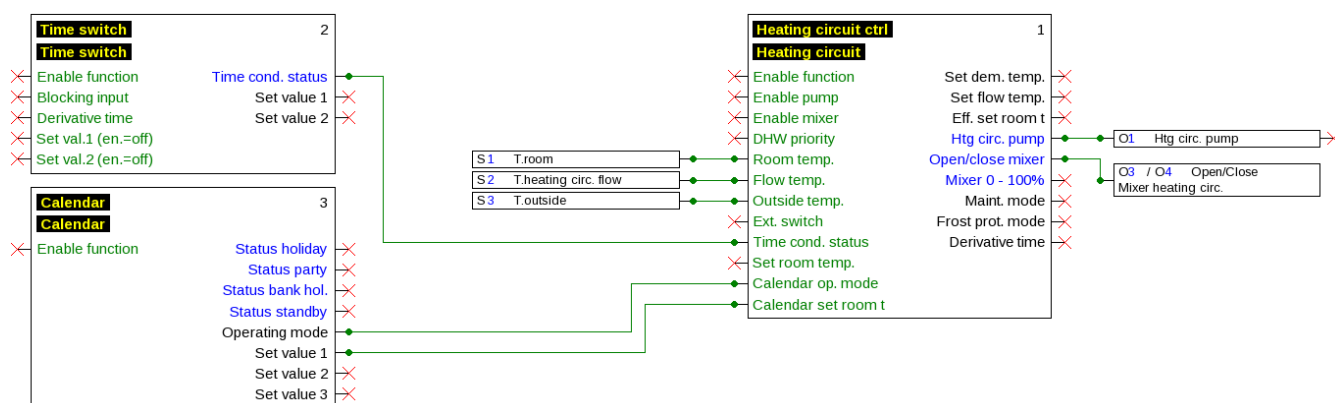 Time switch 2
Time switch
Enable function Time cond. status
Blocking input Set value 1
Derivative time Set value 2
Set val.1 (en.=off)
Set val.2 (en.=off)
Calendar 3
Calendar
Enable function Status holiday
Status party
Status bank hol.
Status standby
Operating mode
Set value 1
Set value 2
Set value 3
S1 T.room
S2 T.heating circ. flow
S3 T.outside
Heating circuit ctrl 1
Heating circuit
Enable function Set dem. temp.
Enable pump Set flow temp.
Enable mixer Eff. set room t
DHW priority Htg circ. pump
Room temp. Open/close mixer
Flow temp. Mixer 0 - 100%
Outside temp. Maint. mode
Ext. switch Frost prot. mode
Time cond. status Derivative time
Set room temp.
Calendar op. mode
Calendar set room t
O1 Htg circ. pump
O3 / O4 Open/Close
Mixer heating circ.